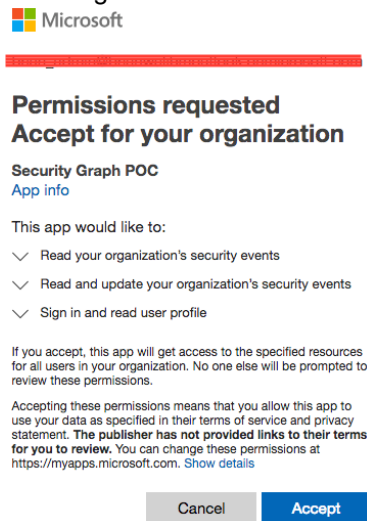 Microsoft
Permissions requested
Accept for your organization
Security Graph POC
App info
This app would like to:
Read your organization's security events
Read and update your organization's security events
Sign in and read user profile
If you accept, this app will get access to the specified resources
for all users in your organization. No one else will be prompted to
review these permissions.
Accepting these permissions means that you allow this app to
use your data as specified in their terms of service and privacy
statement. The publisher has not provided links to their terms
for you to review. You can change these permissions at
https://myapps.microsoft.com. Show details
Cancel Accept